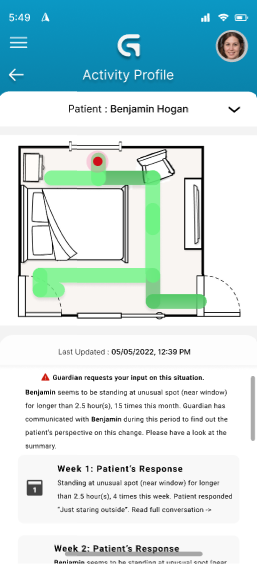 5:49
Activity Profile
Patient : Benjamin Hogan
Last Updated : 05/05/2022, 12:39 PM
Guardian requests your input on this situation.
Benjamin seems to be standing at unusual spot (near window)
for longer than 2.5 hour(s), 15 times this month. Guardian has
communicated with Benjamin during this period to find out the
patient's perspective on this change. Please have a look at the
summary.
Week 1: Patient's Response
1
Standing at unusual spot (near window) for longer
than 2.5 hour(s), 4 times this week. Patient responded
"Just staring outside". Read full conversation ->
Week 2: Patient's Response
Benjamin seems to be standing at unusual spot (near